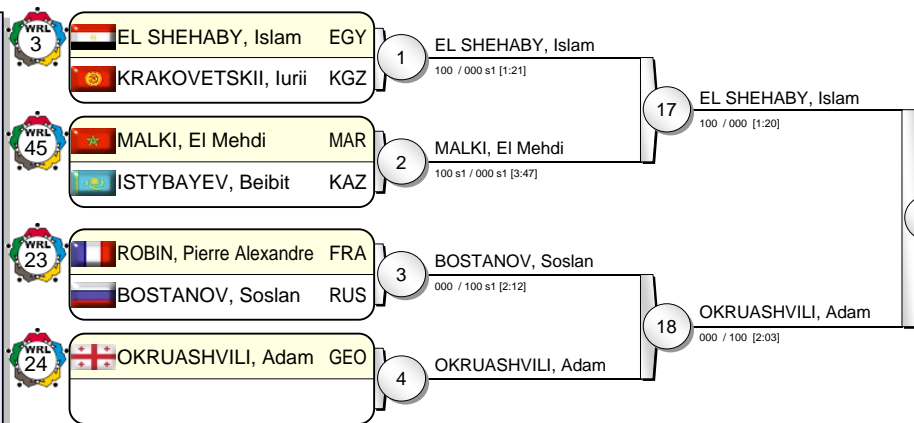 WRL
3
EL SHEHABY, Islam EGY
KRAKOVETSKII, Iurii KGZ
1
EL SHEHABY, Islam
100 / 000 s1 [1:21]
WRL
45
MALKI, El Mehdi MAR
ISTYBAYEV, Beibit KAZ
2
MALKI, El Mehdi
100 s1 / 000 s1 [3:47]
17
EL SHEHABY, Islam
100 / 000 [1:20]
WRL
23
ROBIN, Pierre Alexandre FRA
BOSTANOV, Soslan RUS
3
BOSTANOV, Soslan
000 / 100 s1 [2:12]
WRL
24
OKRUASHVILI, Adam GEO
4
OKRUASHVILI, Adam
18
OKRUASHVILI, Adam
000 / 100 [2:03]